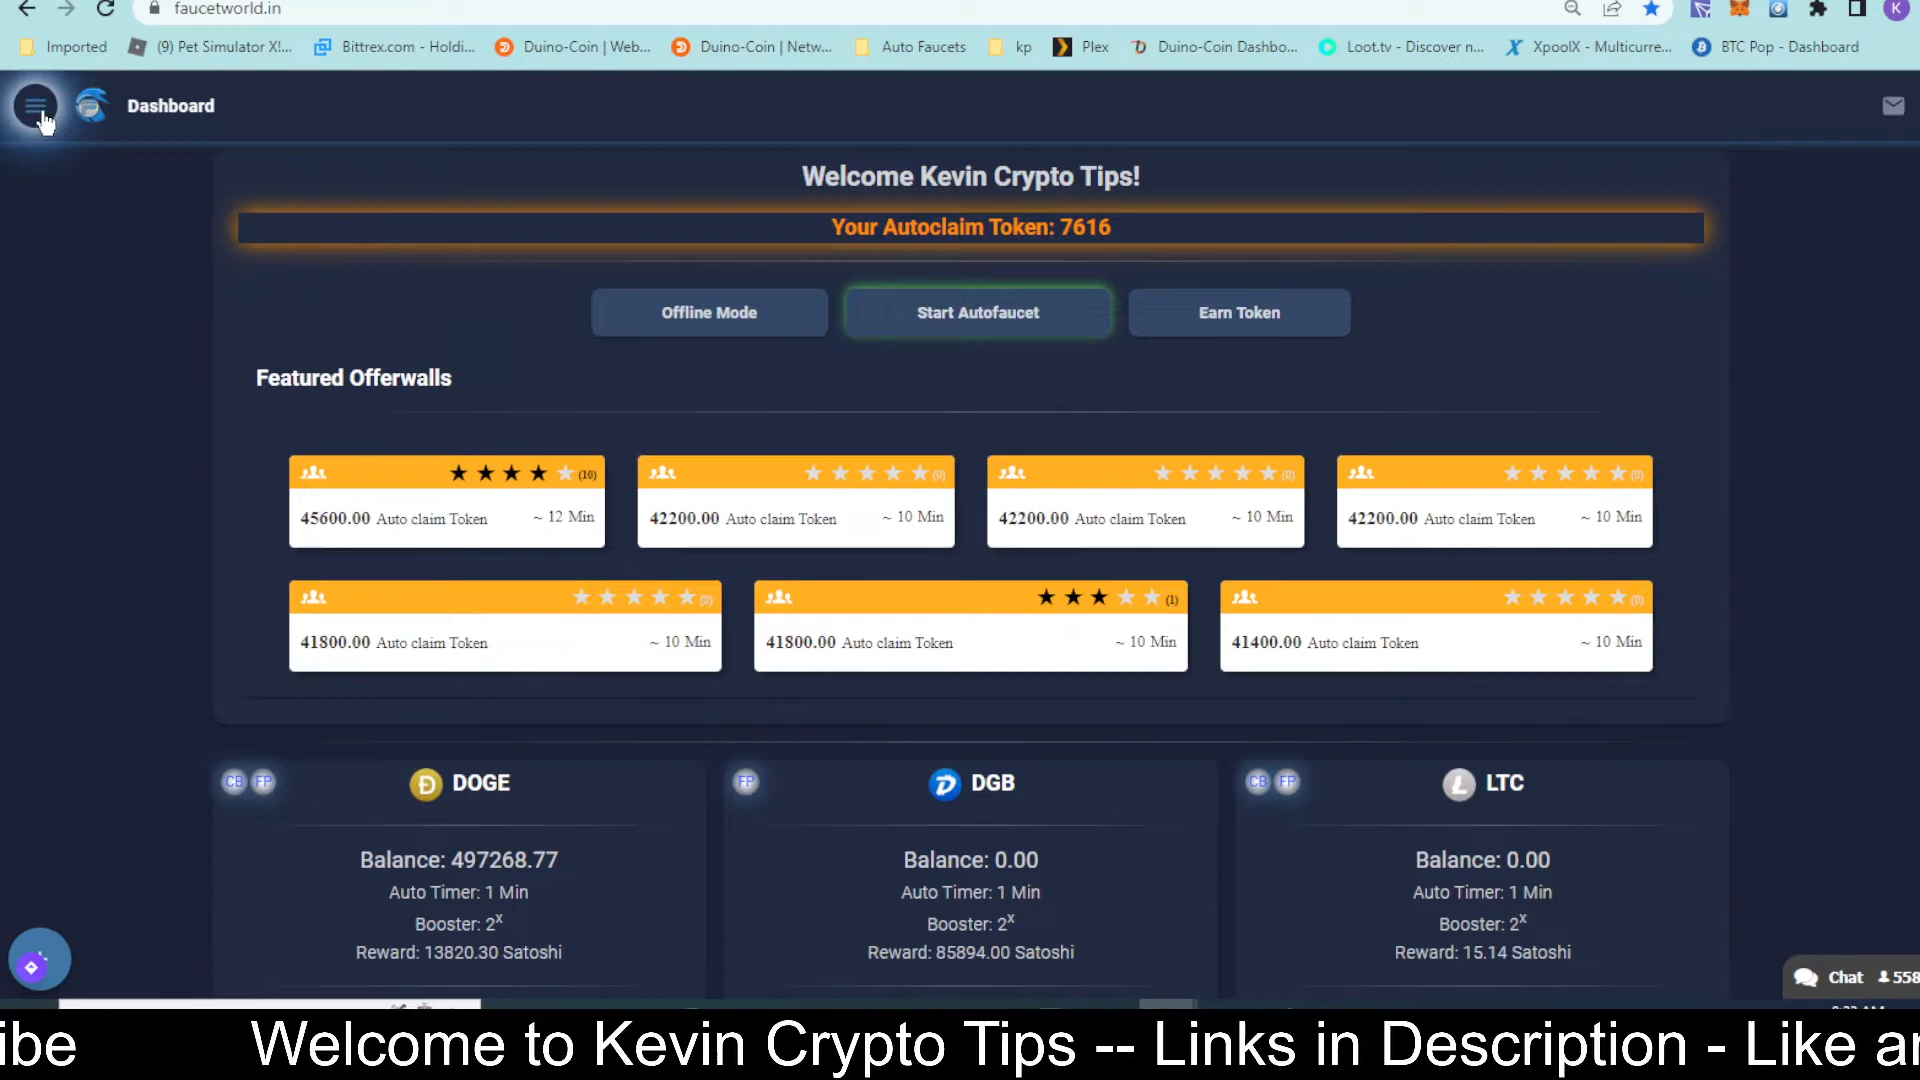 faucetworld.in
K
Imported (9) Pet Simulator X!... Bittrex.com - Holdi... Duino-Coin | Web... Duino-Coin | Netw... Auto Faucets kp Plex Duino-Coin Dashbo... Loot.tv - Discover n... XpoolX - Multicurre... BTC Pop - Dashboard
Dashboard
Welcome Kevin Crypto Tips!
Your Autoclaim Token: 7616
Offline Mode Start Autofaucet Earn Token
Featured Offerwalls
(10) (0) (0) (0)
45600.00 Auto claim Token ~ 12 Min 42200.00 Auto claim Token ~ 10 Min 42200.00 Auto claim Token ~ 10 Min 42200.00 Auto claim Token ~ 10 Min
(0) (1) (0)
41800.00 Auto claim Token ~ 10 Min 41800.00 Auto claim Token ~ 10 Min 41400.00 Auto claim Token ~ 10 Min
CB FP DOGE FP DGB CB FP LTC
Balance: 497268.77 Balance: 0.00 Balance: 0.00
Auto Timer: 1 Min Auto Timer: 1 Min Auto Timer: 1 Min
Booster: 2x Booster: 2x Booster: 2x
Reward: 13820.30 Satoshi Reward: 85894.00 Satoshi Reward: 15.14 Satoshi
Chat 558
ibe Welcome to Kevin Crypto Tips -- Links in Description - Like ar